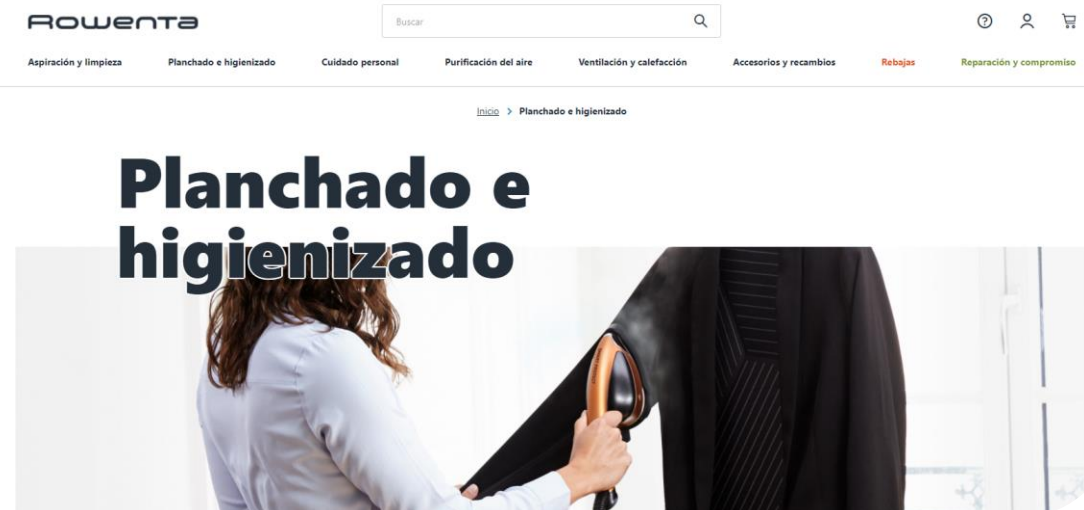 Rowenta
Buscar
Aspiración y limpieza Planchado e higienizado Cuidado personal Purificación del aire Ventilación y calefacción Accesorios y recambios Rebajas Reparación y compromiso
Inicio > Planchado e higienizado
Planchado e
higienizado